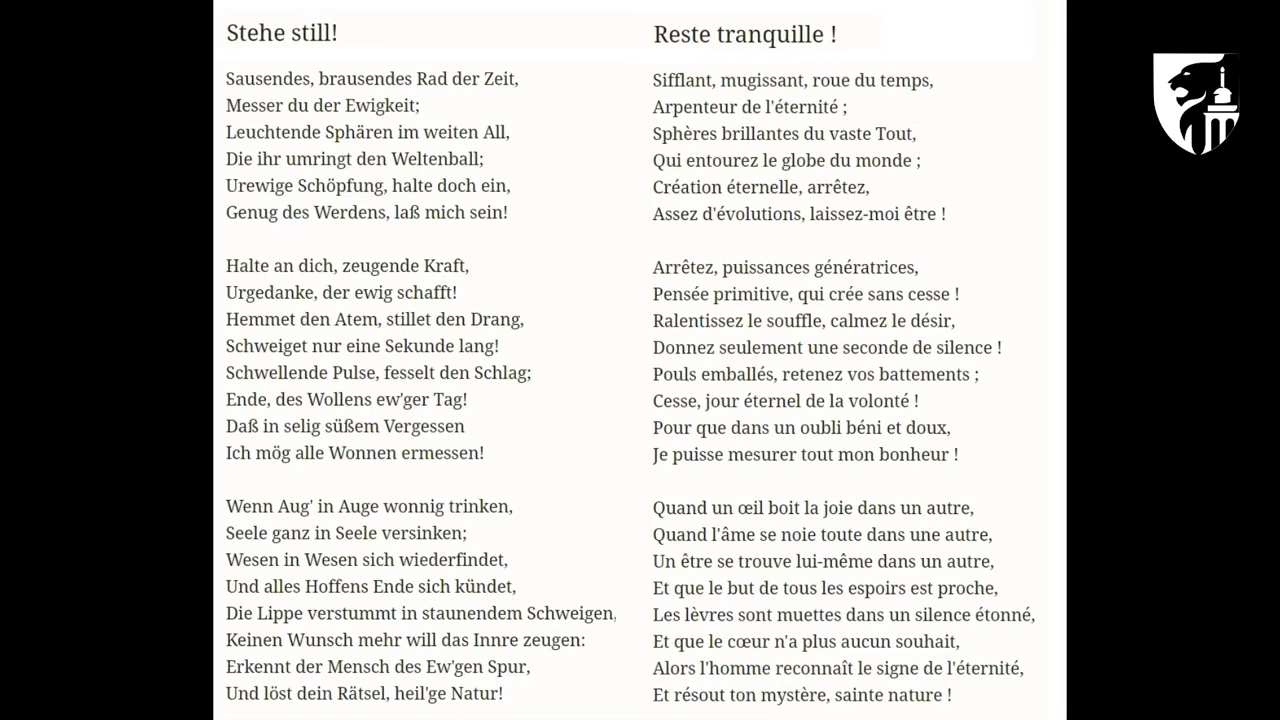 Stehe still!
Sausendes, brausendes Rad der Zeit,
Messer du der Ewigkeit;
Leuchtende Sphären im weiten All,
Die ihr umringt den Weltenball;
Urewige Schöpfung, halte doch ein,
Genug des Werdens, laß mich sein!
Halte an dich, zeugende Kraft,
Urgedanke, der ewig schafft!
Hemmet den Atem, stillet den Drang,
Schweiget nur eine Sekunde lang!
Schwellende Pulse, fesselt den Schlag;
Ende, des Wollens ew'ger Tag!
Daß in selig süßem Vergessen
Ich mög alle Wonnen ermessen!
Wenn Aug' in Auge wonnig trinken,
Seele ganz in Seele versinken;
Wesen in Wesen sich wiederfindet,
Und alles Hoffens Ende sich kündet,
Die Lippe verstummt in staunendem Schweigen,
Keinen Wunsch mehr will das Innre zeugen:
Erkennt der Mensch des Ew'gen Spur,
Und löst dein Rätsel, heil'ge Natur!
Reste tranquille !
Sifflant, mugissant, roue du temps,
Arpenteur de l'éternité ;
Sphères brillantes du vaste Tout,
Qui entourez le globe du monde ;
Création éternelle, arrêtez,
Assez d'évolutions, laissez-moi être !
Arrêtez, puissances génératrices,
Pensée primitive, qui crée sans cesse !
Ralentissez le souffle, calmez le désir,
Donnez seulement une seconde de silence !
Pouls emballés, retenez vos battements ;
Cesse, jour éternel de la volonté !
Pour que dans un oubli béni et doux,
Je puisse mesurer tout mon bonheur !
Quand un œil boit la joie dans un autre,
Quand l'âme se noie toute dans une autre,
Un être se trouve lui-même dans un autre,
Et que le but de tous les espoirs est proche,
Les lèvres sont muettes dans un silence étonné,
Et que le cœur n'a plus aucun souhait,
Alors l'homme reconnaît le signe de l'éternité,
Et résout ton mystère, sainte nature !